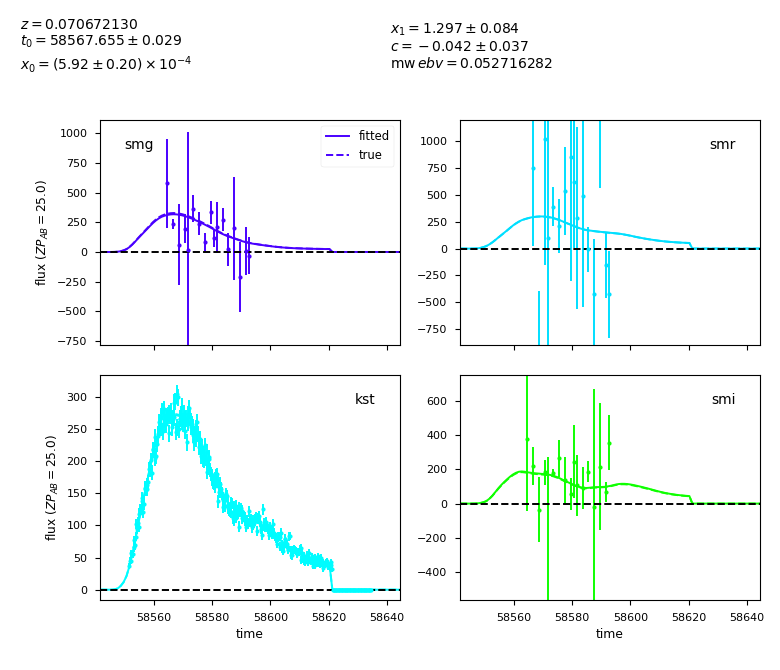 z = 0.070672130
t₀ = 58567.655 ± 0.029
x₀ = (5.92 ± 0.20) × 10⁻⁴
x₁ = 1.297 ± 0.084
c = −0.042 ± 0.037
mw ebv = 0.052716282
smg
fitted
true
1000
750
500
250
0
−250
−500
−750
flux (ZP_AB = 25.0)
smr
1000
750
500
250
0
−250
−500
−750
kst
300
250
200
150
100
50
0
flux (ZP_AB = 25.0)
58560 58580 58600 58620 58640
time
smi
600
400
200
0
−200
−400
58560 58580 58600 58620 58640
time